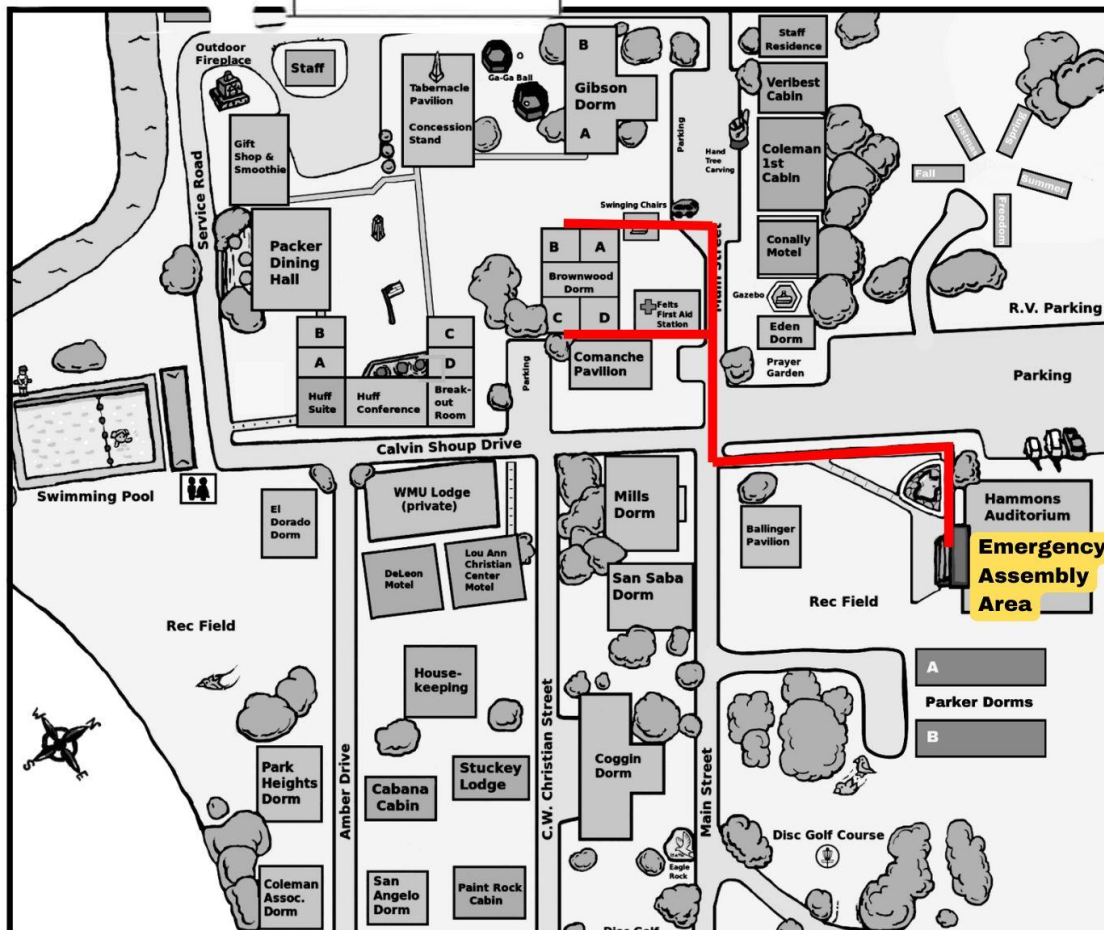 Outdoor
Fireplace
Staff
Tabernacle
Pavilion
Concession
Stand
Ga-Ga Ball
B
Gibson
Dorm
A
Parking
Staff
Residence
Veribest
Cabin
Hand
Tree
Carving
Coleman
1st
Cabin
Christmas
Spring
Fall
Summer
Freedom
Gift
Shop &
Smoothie
Service Road
Packer
Dining
Hall
Swinging Chairs
B
A
Brownwood
Dorm
C
D
Felts
First Aid
Station
Main Street
Conally
Motel
Gazebo
Eden
Dorm
Prayer
Garden
R.V. Parking
Parking
B
A
C
D
Huff
Suite
Huff
Conference
Break-
out
Room
Parking
Comanche
Pavilion
Calvin Shoup Drive
Swimming Pool
El
Dorado
Dorm
WMU Lodge
(private)
DeLeon
Motel
Lou Ann
Christian
Center
Motel
Mills
Dorm
San Saba
Dorm
Ballinger
Pavilion
Hammons
Auditorium
Emergency
Assembly
Area
Rec Field
Rec Field
House-
keeping
A
Parker Dorms
B
N
W
S
E
Park
Heights
Dorm
Amber Drive
Cabana
Cabin
Stuckey
Lodge
C.W. Christian Street
Coggin
Dorm
Main Street
Eagle
Rock
Disc Golf Course
Coleman
Assoc.
Dorm
San
Angelo
Dorm
Paint Rock
Cabin
Disc Golf